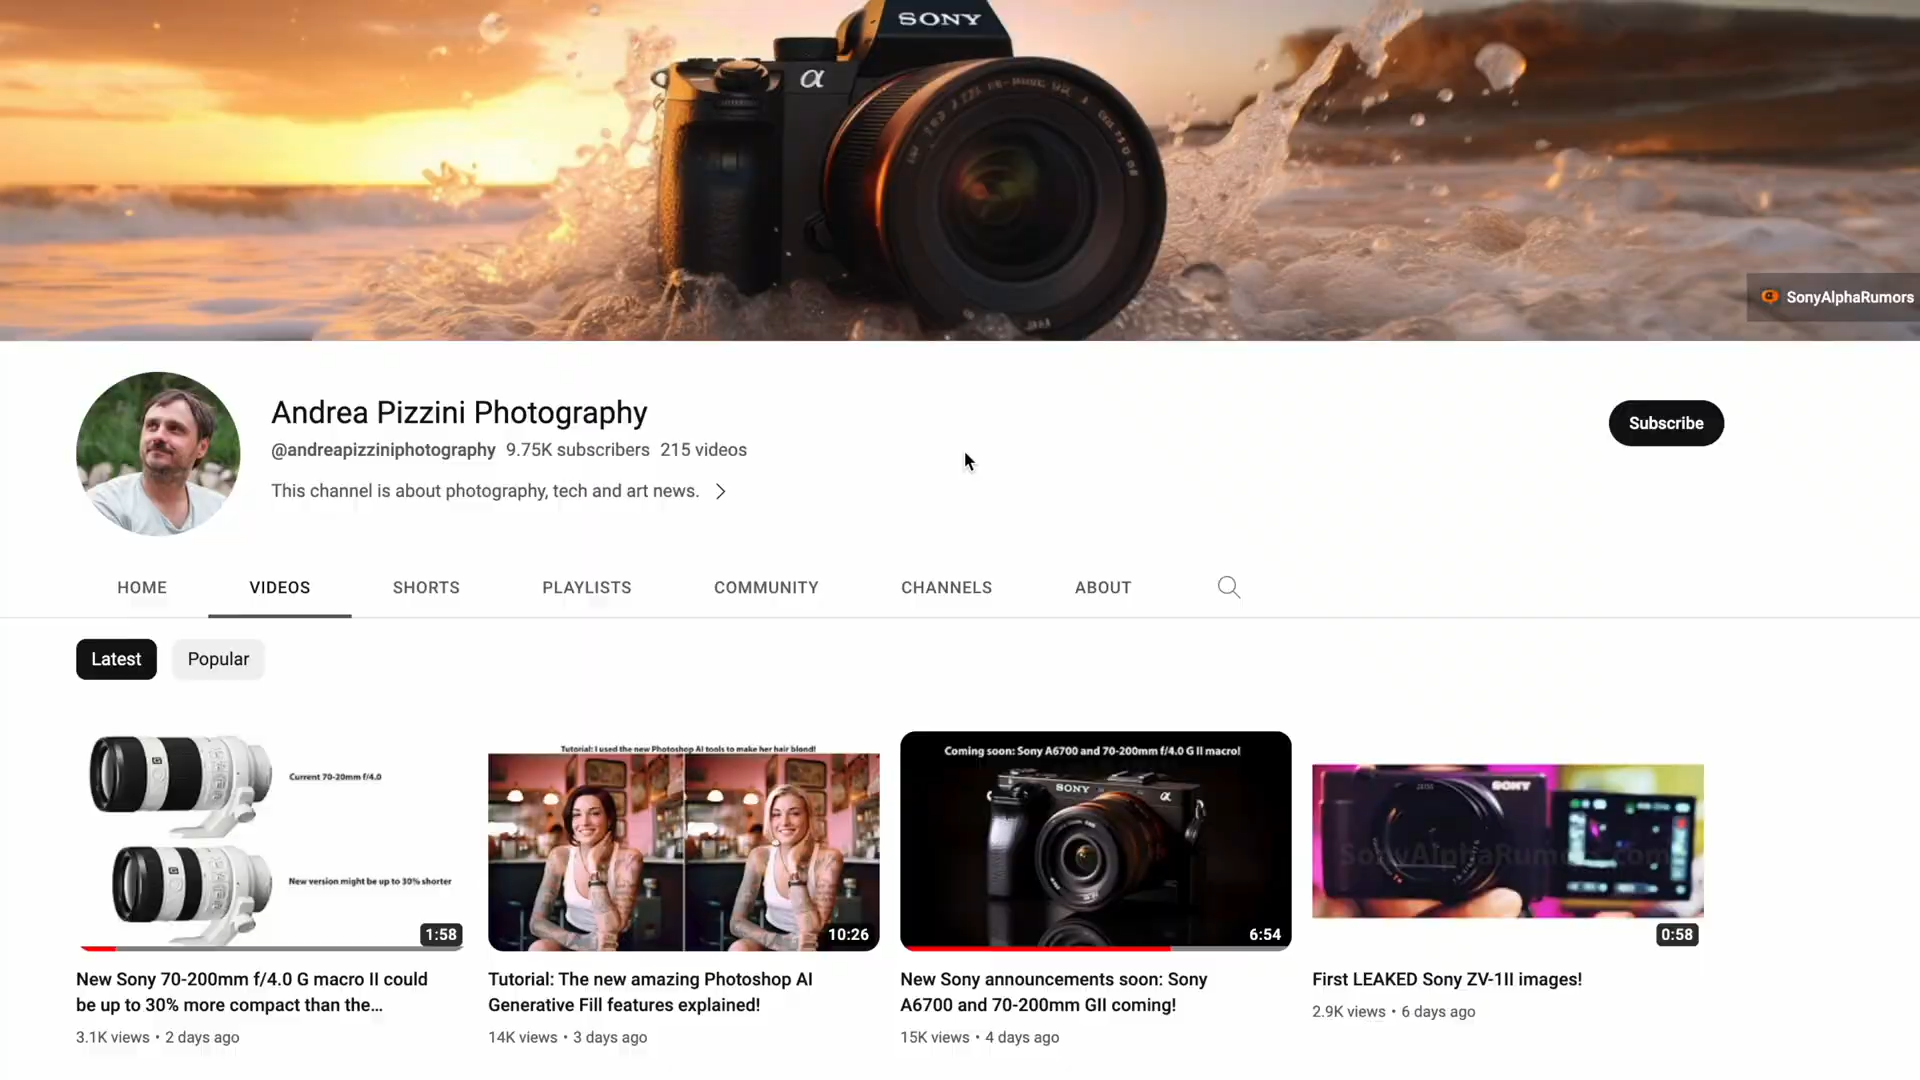 SONY
α
SonyAlphaRumors
Andrea Pizzini Photography
@andreapizziniphotography 9.75K subscribers 215 videos
This channel is about photography, tech and art news.
Subscribe
HOME VIDEOS SHORTS PLAYLISTS COMMUNITY CHANNELS ABOUT
Latest Popular
Current 70-20mm f/4.0
New version might be up to 30% shorter
1:58
Tutorial: I used the new Photoshop AI tools to make her hair blond!
10:26
Coming soon: Sony A6700 and 70-200mm f/4.0 G II macro!
SONY
α
6:54
SONY
SonyAlphaRumors.com
0:58
New Sony 70-200mm f/4.0 G macro II could
be up to 30% more compact than the...
3.1K views • 2 days ago
Tutorial: The new amazing Photoshop AI
Generative Fill features explained!
14K views • 3 days ago
New Sony announcements soon: Sony
A6700 and 70-200mm GII coming!
15K views • 4 days ago
First LEAKED Sony ZV-1II images!
2.9K views • 6 days ago